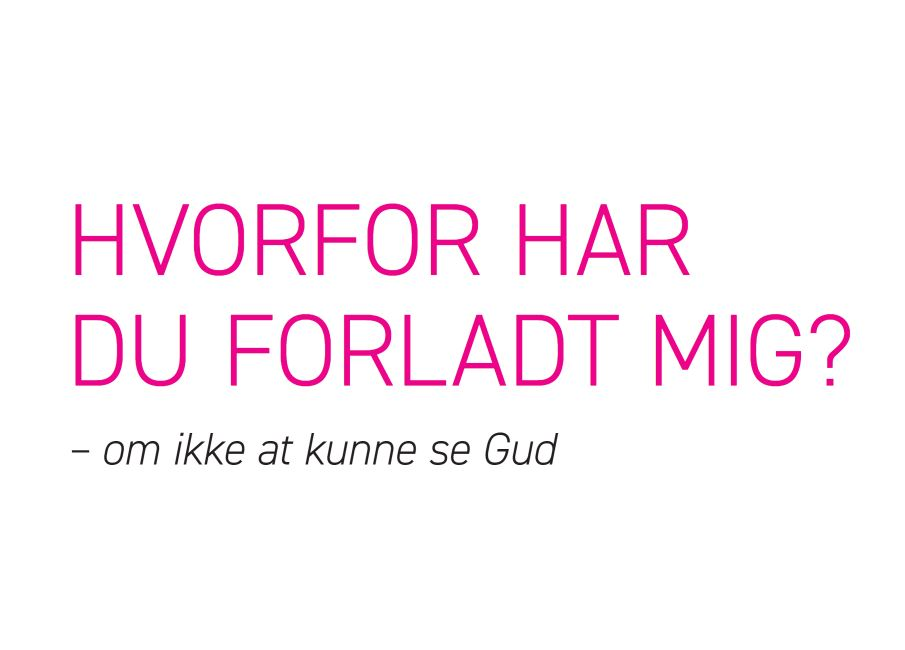 HVORFOR HAR
DU FORLADT MIG?
– om ikke at kunne se Gud